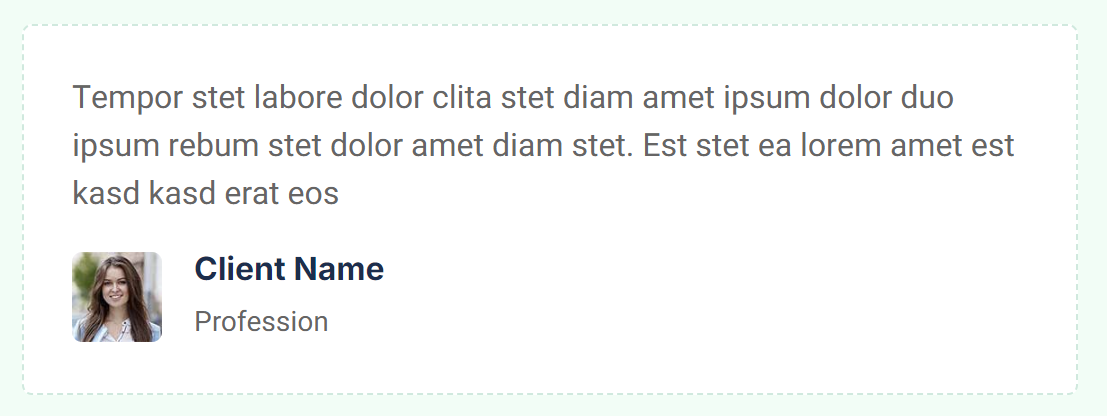 Tempor stet labore dolor clita stet diam amet ipsum dolor duo
ipsum rebum stet dolor amet diam stet. Est stet ea lorem amet est
kasd kasd erat eos
Client Name
Profession